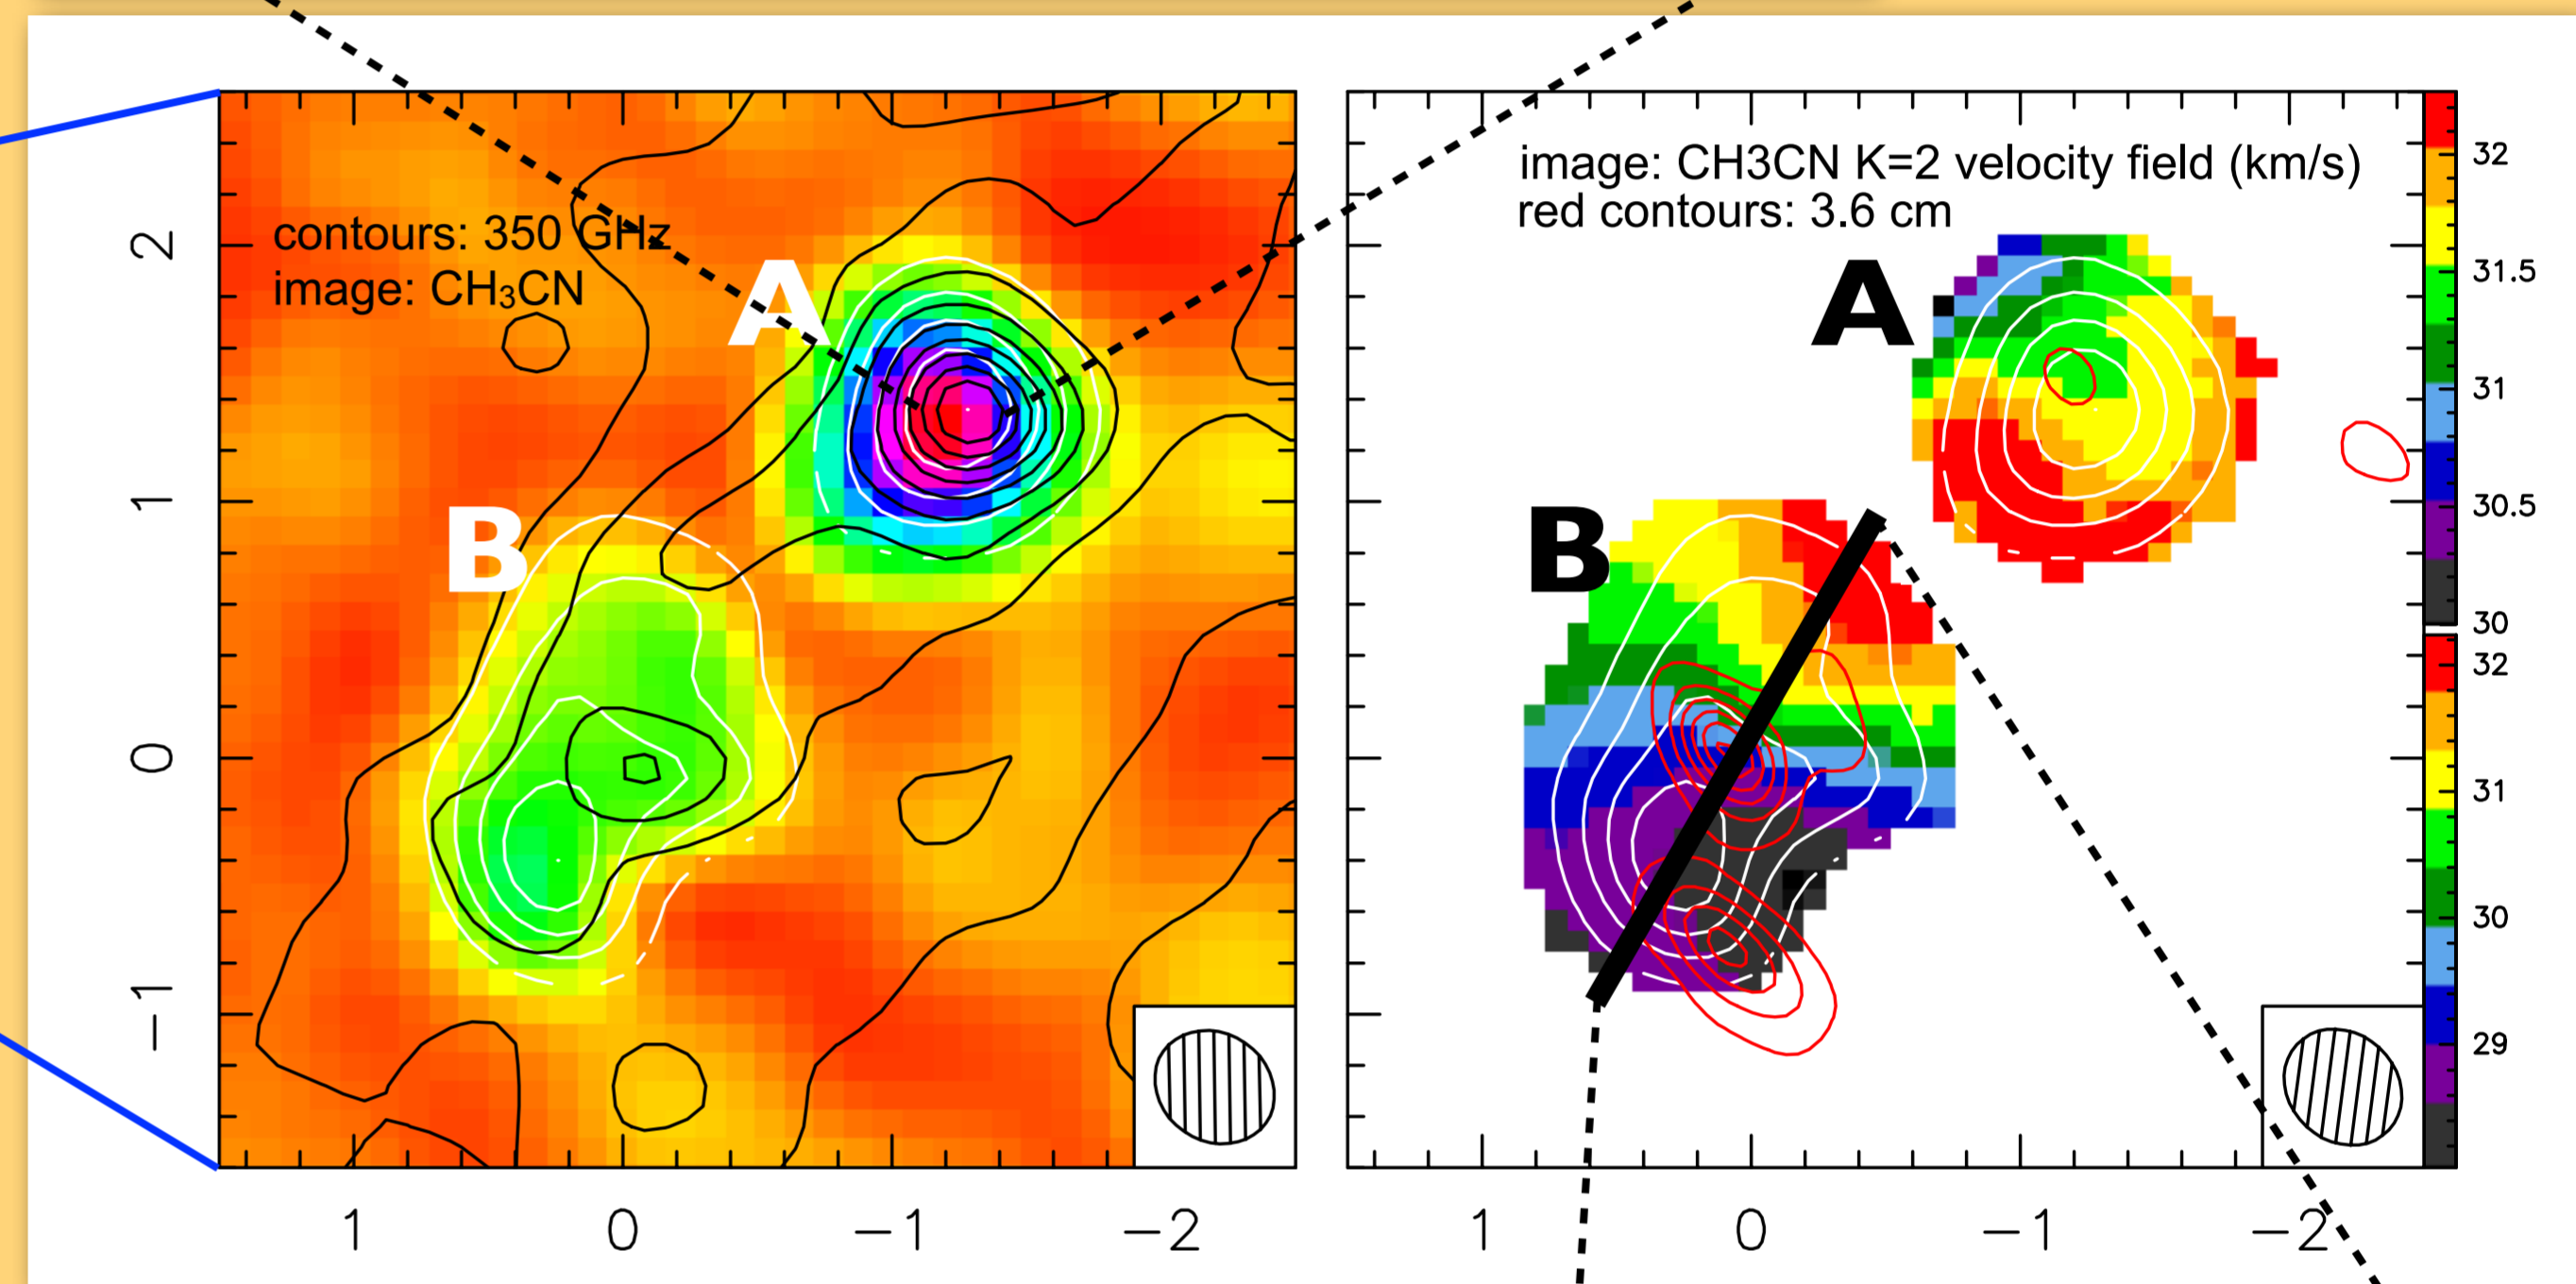 contours: 350 GHz
image: CH₃CN
A
B
2
1
0
−1
1
0
−1
−2
image: CH3CN K=2 velocity field (km/s)
red contours: 3.6 cm
A
B
1
0
−1
−2
32
31.5
31
30.5
30
32
31
30
29